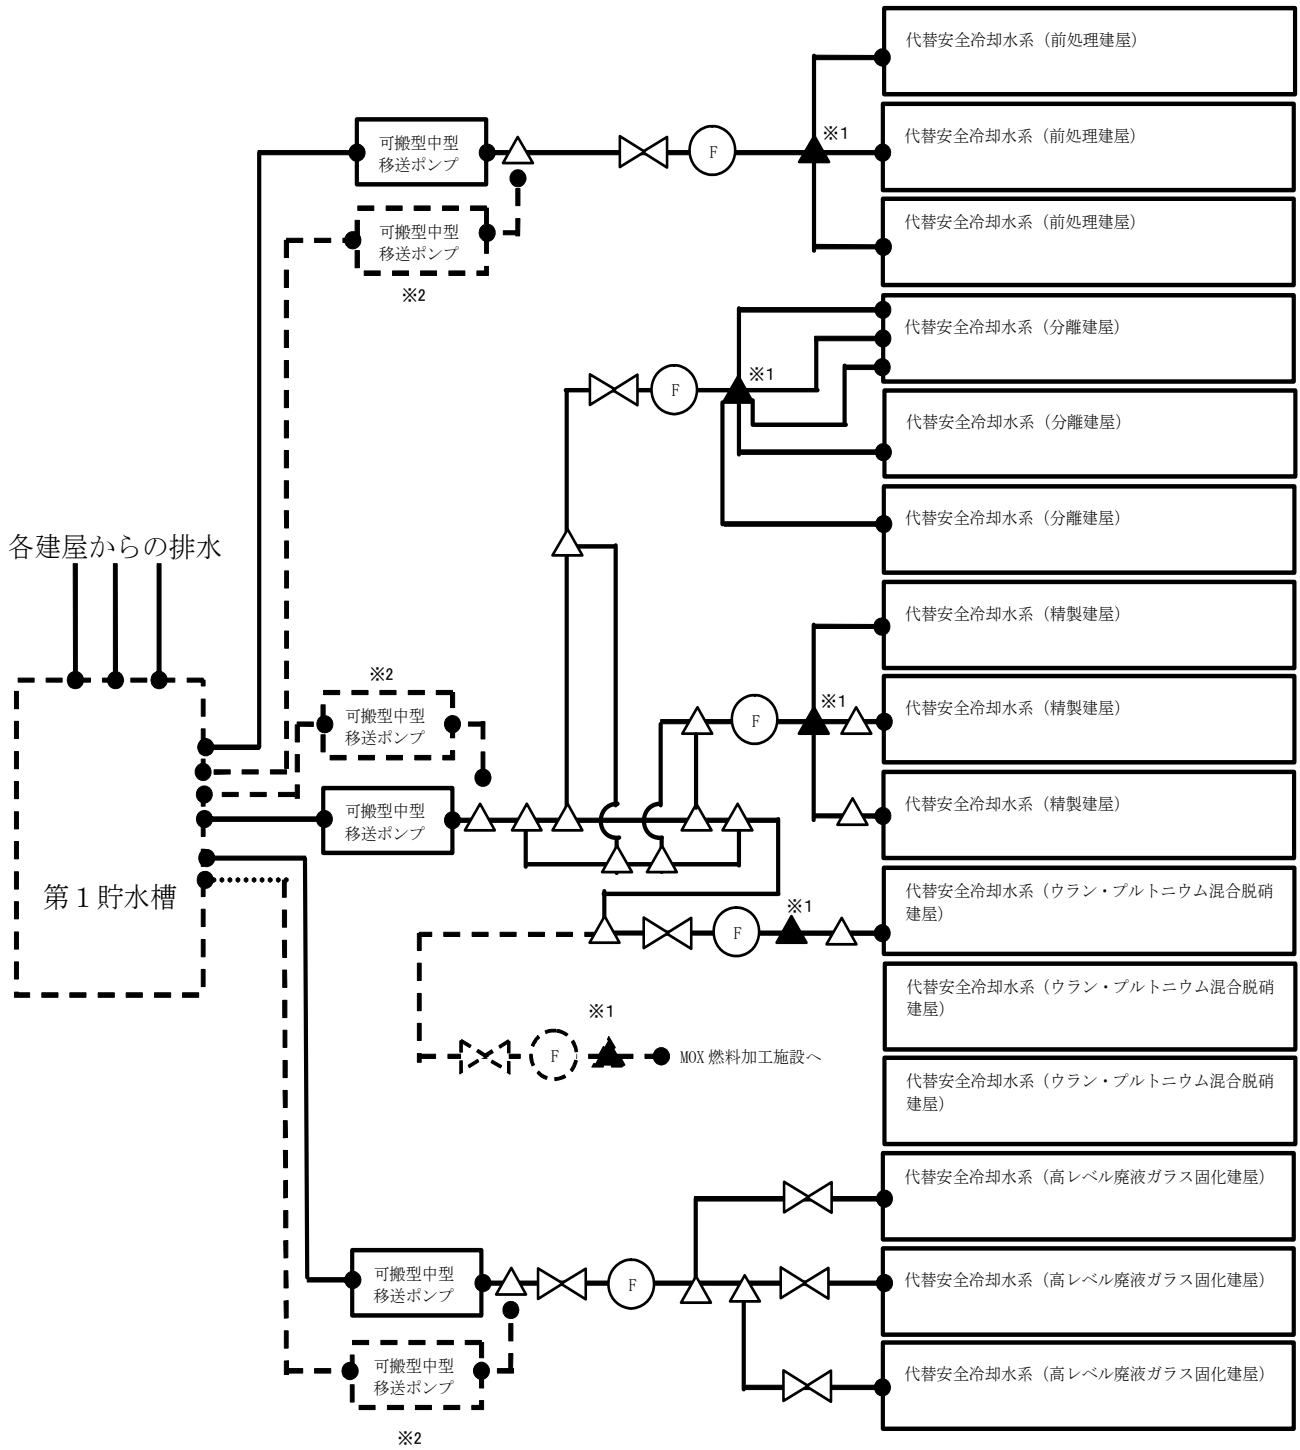 代替安全冷却水系（前処理建屋）
可搬型中型
移送ポンプ
F
※1
代替安全冷却水系（前処理建屋）
可搬型中型
移送ポンプ
※2
代替安全冷却水系（前処理建屋）
代替安全冷却水系（分離建屋）
F
※1
代替安全冷却水系（分離建屋）
代替安全冷却水系（分離建屋）
各建屋からの排水
代替安全冷却水系（精製建屋）
※2
可搬型中型
移送ポンプ
F
※1
代替安全冷却水系（精製建屋）
可搬型中型
移送ポンプ
代替安全冷却水系（精製建屋）
第１貯水槽
F
※1
代替安全冷却水系（ウラン・プルトニウム混合脱硝
建屋）
代替安全冷却水系（ウラン・プルトニウム混合脱硝
建屋）
※1
F
MOX 燃料加工施設へ
代替安全冷却水系（ウラン・プルトニウム混合脱硝
建屋）
代替安全冷却水系（高レベル廃液ガラス固化建屋）
可搬型中型
移送ポンプ
F
代替安全冷却水系（高レベル廃液ガラス固化建屋）
可搬型中型
移送ポンプ
※2
代替安全冷却水系（高レベル廃液ガラス固化建屋）